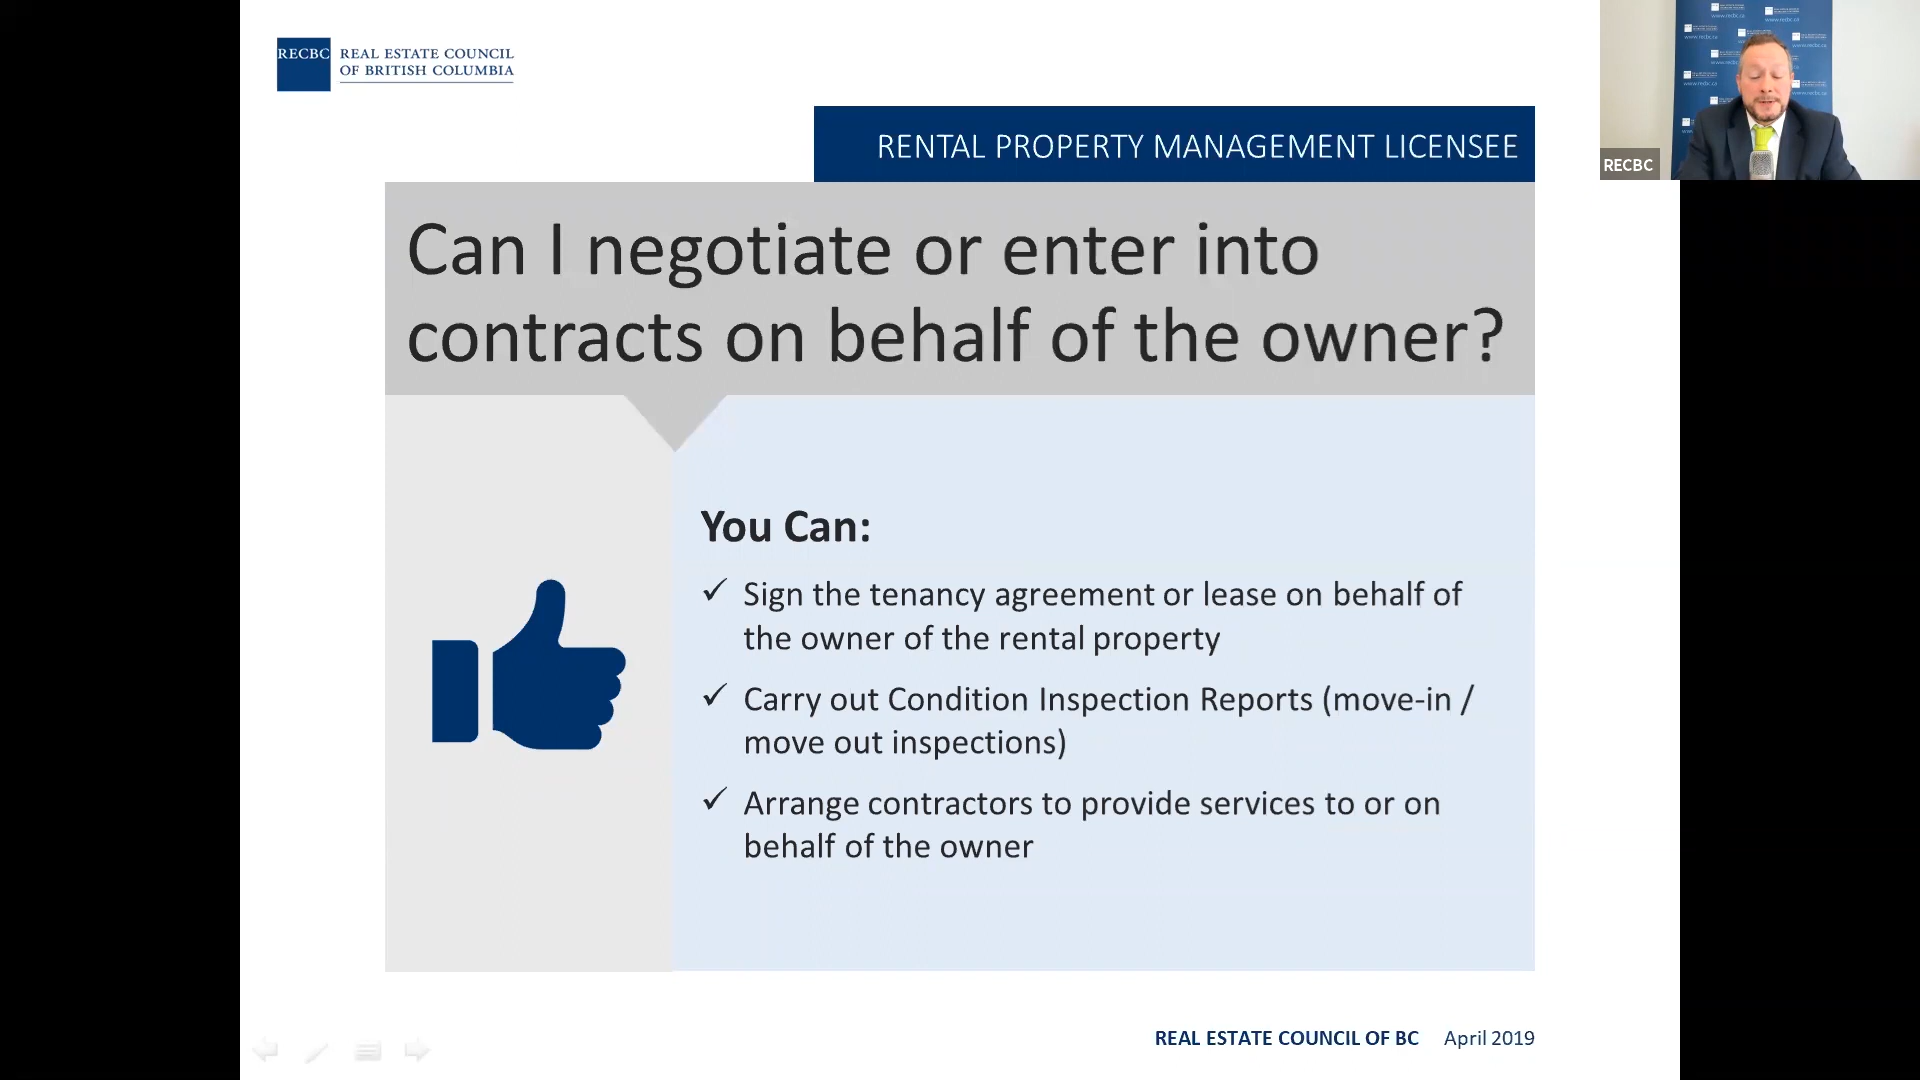 RECBC
REAL ESTATE COUNCIL
OF BRITISH COLUMBIA
RENTAL PROPERTY MANAGEMENT LICENSEE
RECBC
Can I negotiate or enter into
contracts on behalf of the owner?
You Can:
✓ Sign the tenancy agreement or lease on behalf of
the owner of the rental property
✓ Carry out Condition Inspection Reports (move-in /
move out inspections)
✓ Arrange contractors to provide services to or on
behalf of the owner
REAL ESTATE COUNCIL OF BC April 2019